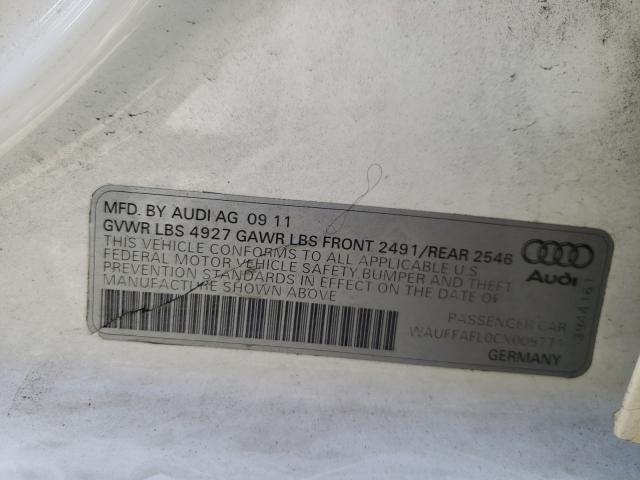 MFD. BY AUDI AG 09 11
GVWR LBS 4927 GAWR LBS FRONT 2491/REAR 2546
THIS VEHICLE CONFORMS TO ALL APPLICABLE U S
FEDERAL MOTOR VEHICLE SAFETY BUMPER AND THEFT
PREVENTION STANDARDS IN EFFECT ON THE DATE OF
MANUFACTURE SHOWN ABOVE
Audi
PASSENGER CAR
GERMANY